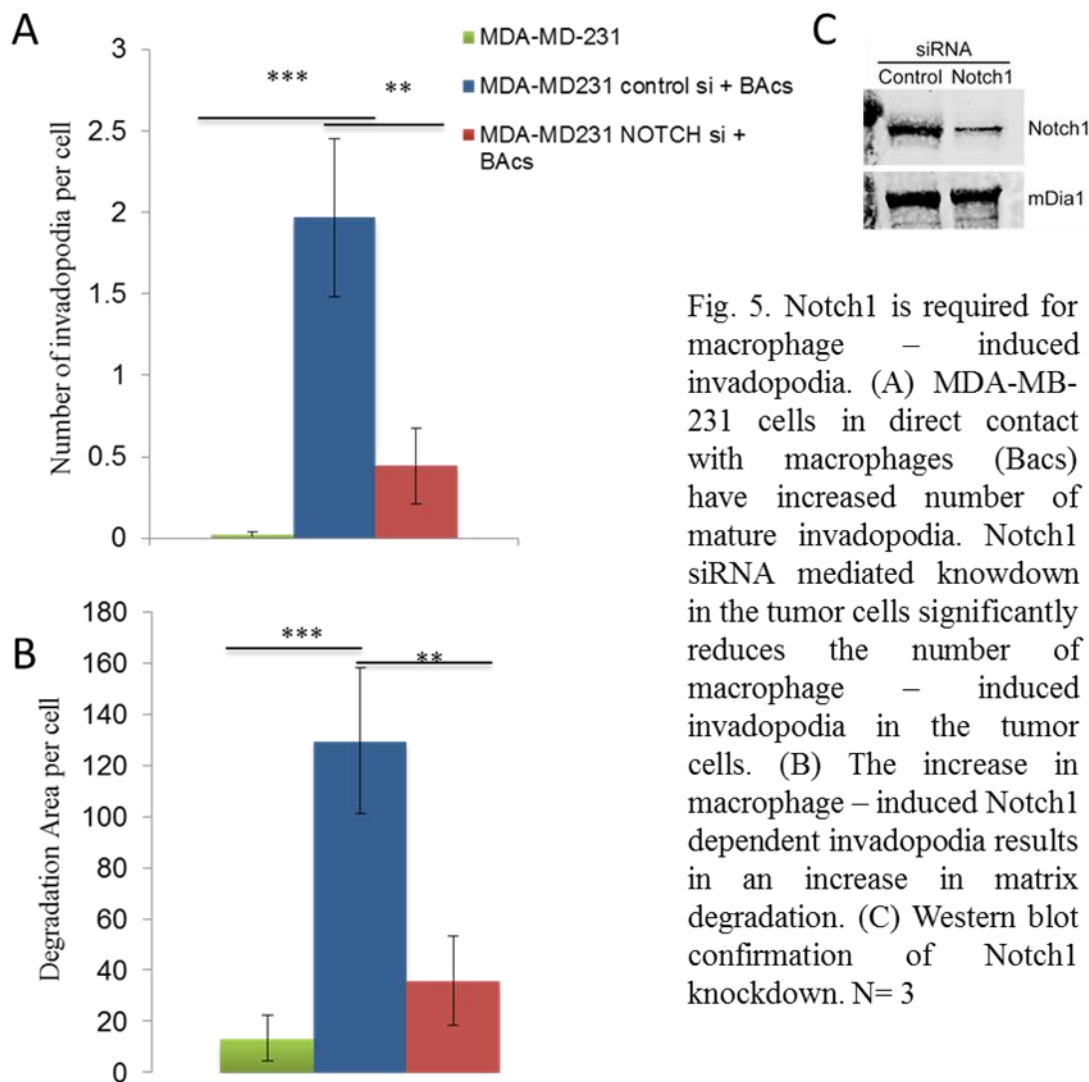 A
3
2.5
2
1.5
1
0.5
0
Number of invadopodia per cell
***
**
MDA-MD-231
MDA-MD231 control si + BAcs
MDA-MD231 NOTCH si +
BAcs
B
180
160
140
120
100
80
60
40
20
0
Degradation Area per cell
***
**
C
siRNA
Control Notch1
Notch1
mDia1
Fig. 5. Notch1 is required for
macrophage – induced
invadopodia. (A) MDA-MB-
231 cells in direct contact
with macrophages (Bacs)
have increased number of
mature invadopodia. Notch1
siRNA mediated knowdown
in the tumor cells significantly
reduces the number of
macrophage – induced
invadopodia in the tumor
cells. (B) The increase in
macrophage – induced Notch1
dependent invadopodia results
in an increase in matrix
degradation. (C) Western blot
confirmation of Notch1
knockdown. N= 3